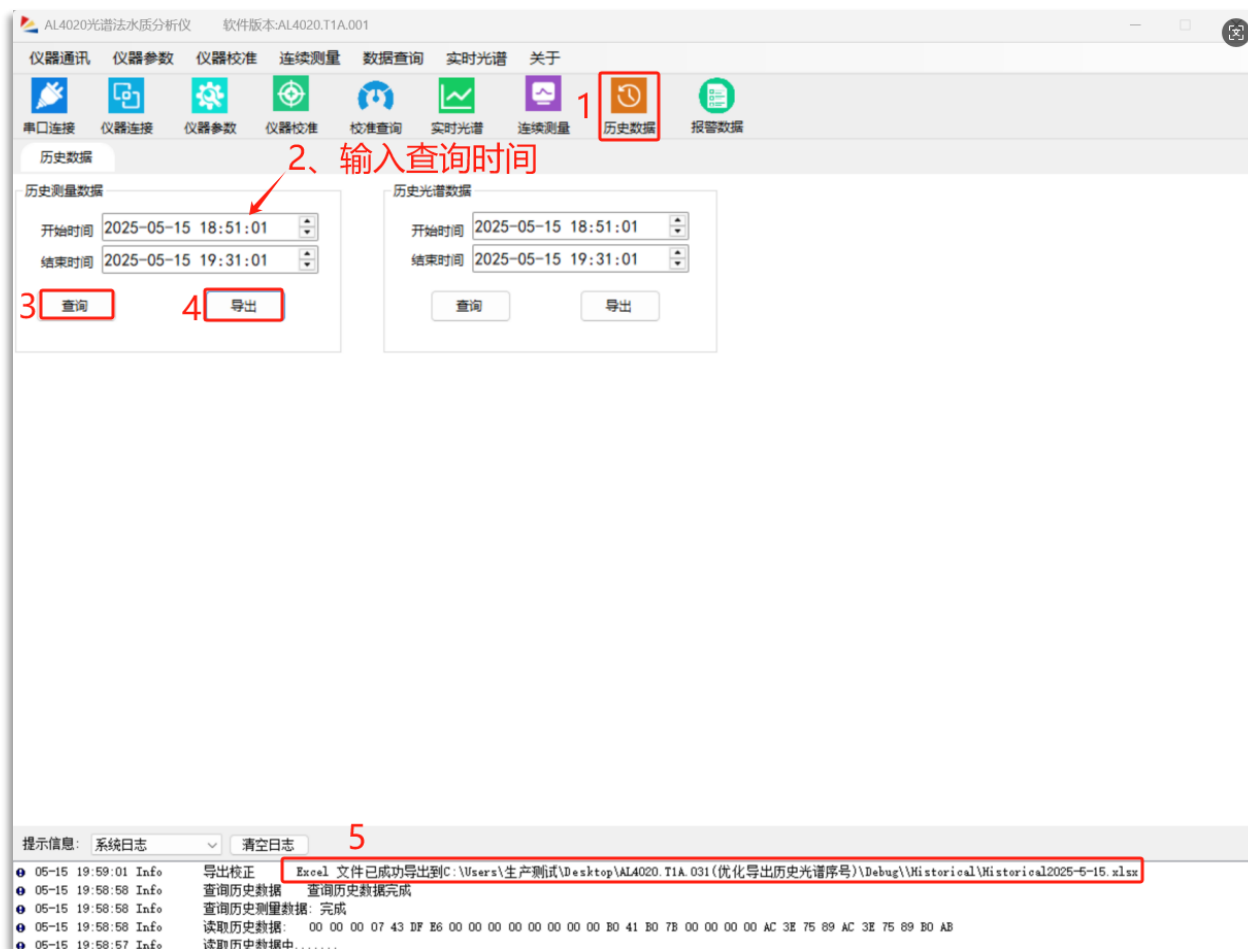 AL4020光谱法水质分析仪 软件版本:AL4020.T1A.001
仪器通讯 仪器参数 仪器校准 连续测量 数据查询 实时光谱 关于
串口连接 仪器连接 仪器参数 仪器校准 校准查询 实时光谱 连续测量 1 历史数据 报警数据
历史数据
2、输入查询时间
历史测量数据 历史光谱数据
开始时间 2025-05-15 18:51:01 开始时间 2025-05-15 18:51:01
结束时间 2025-05-15 19:31:01 结束时间 2025-05-15 19:31:01
3 查询 4 导出 查询 导出
提示信息: 系统日志 清空日志 5
05-15 19:59:01 Info 导出校正 Excel 文件已成功导出到C:\Users\生产测试\Desktop\AL4020.T1A.031(优化导出历史光谱序号)\Debug\\Historical\Historical2025-5-15.xlsx
05-15 19:58:58 Info 查询历史数据 查询历史数据完成
05-15 19:58:58 Info 查询历史测量数据: 完成
05-15 19:58:58 Info 读取历史数据: 00 00 00 07 43 DF E6 00 00 00 00 00 00 00 00 B0 41 B0 7B 00 00 00 00 AC 3E 75 89 AC 3E 75 89 B0 AB
05-15 19:58:57 Info 读取历史数据中.......